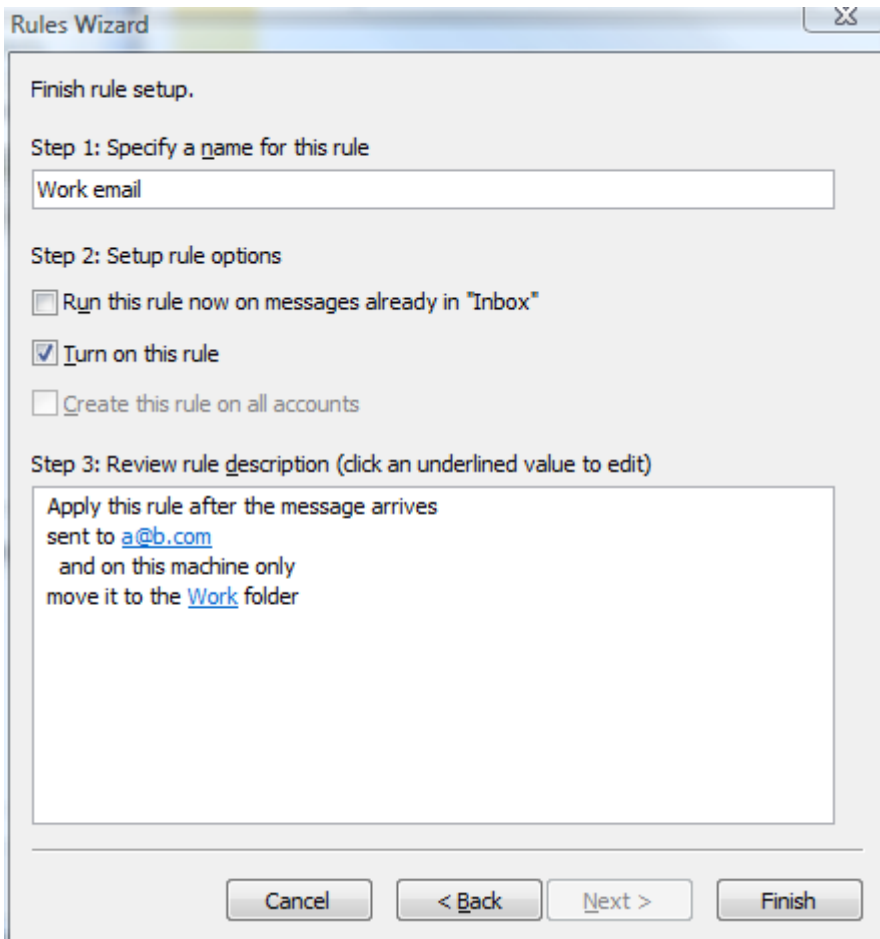 Rules Wizard
Finish rule setup.
Step 1: Specify a name for this rule
Work email
Step 2: Setup rule options
Run this rule now on messages already in "Inbox"
Turn on this rule
Create this rule on all accounts
Step 3: Review rule description (click an underlined value to edit)
Apply this rule after the message arrives
sent to a@b.com
and on this machine only
move it to the Work folder
Cancel < Back Next > Finish